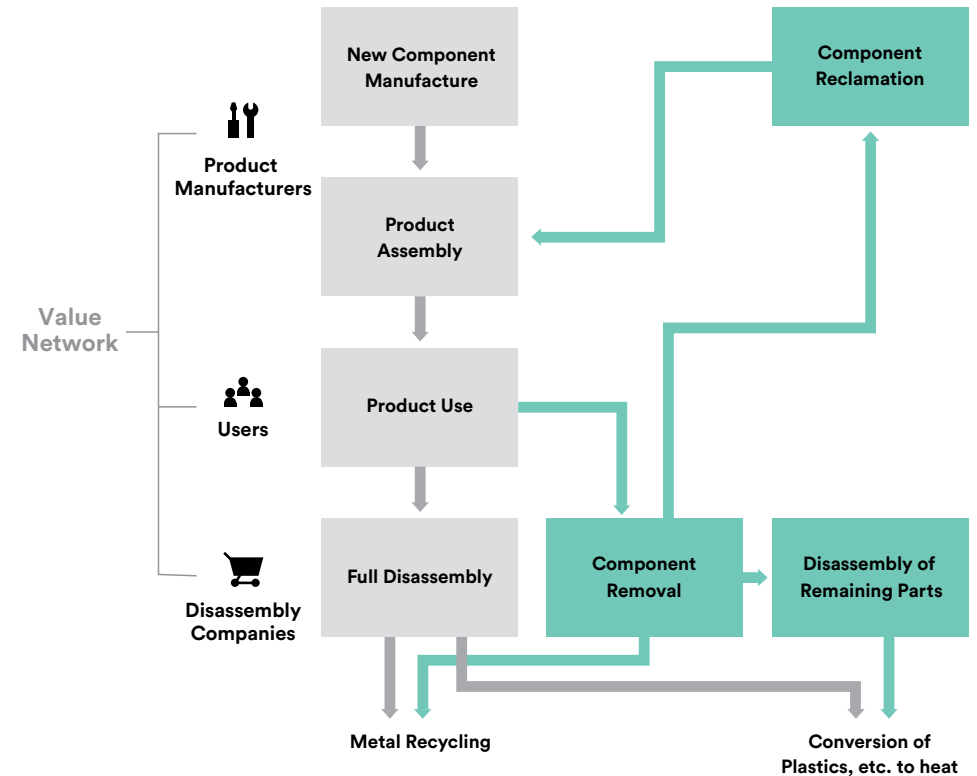 New Component
Manufacture
Component
Reclamation
Product
Manufacturers
Product
Assembly
Value
Network
Product Use
Users
Full Disassembly
Component
Removal
Disassembly of
Remaining Parts
Disassembly
Companies
Metal Recycling
Conversion of
Plastics, etc. to heat